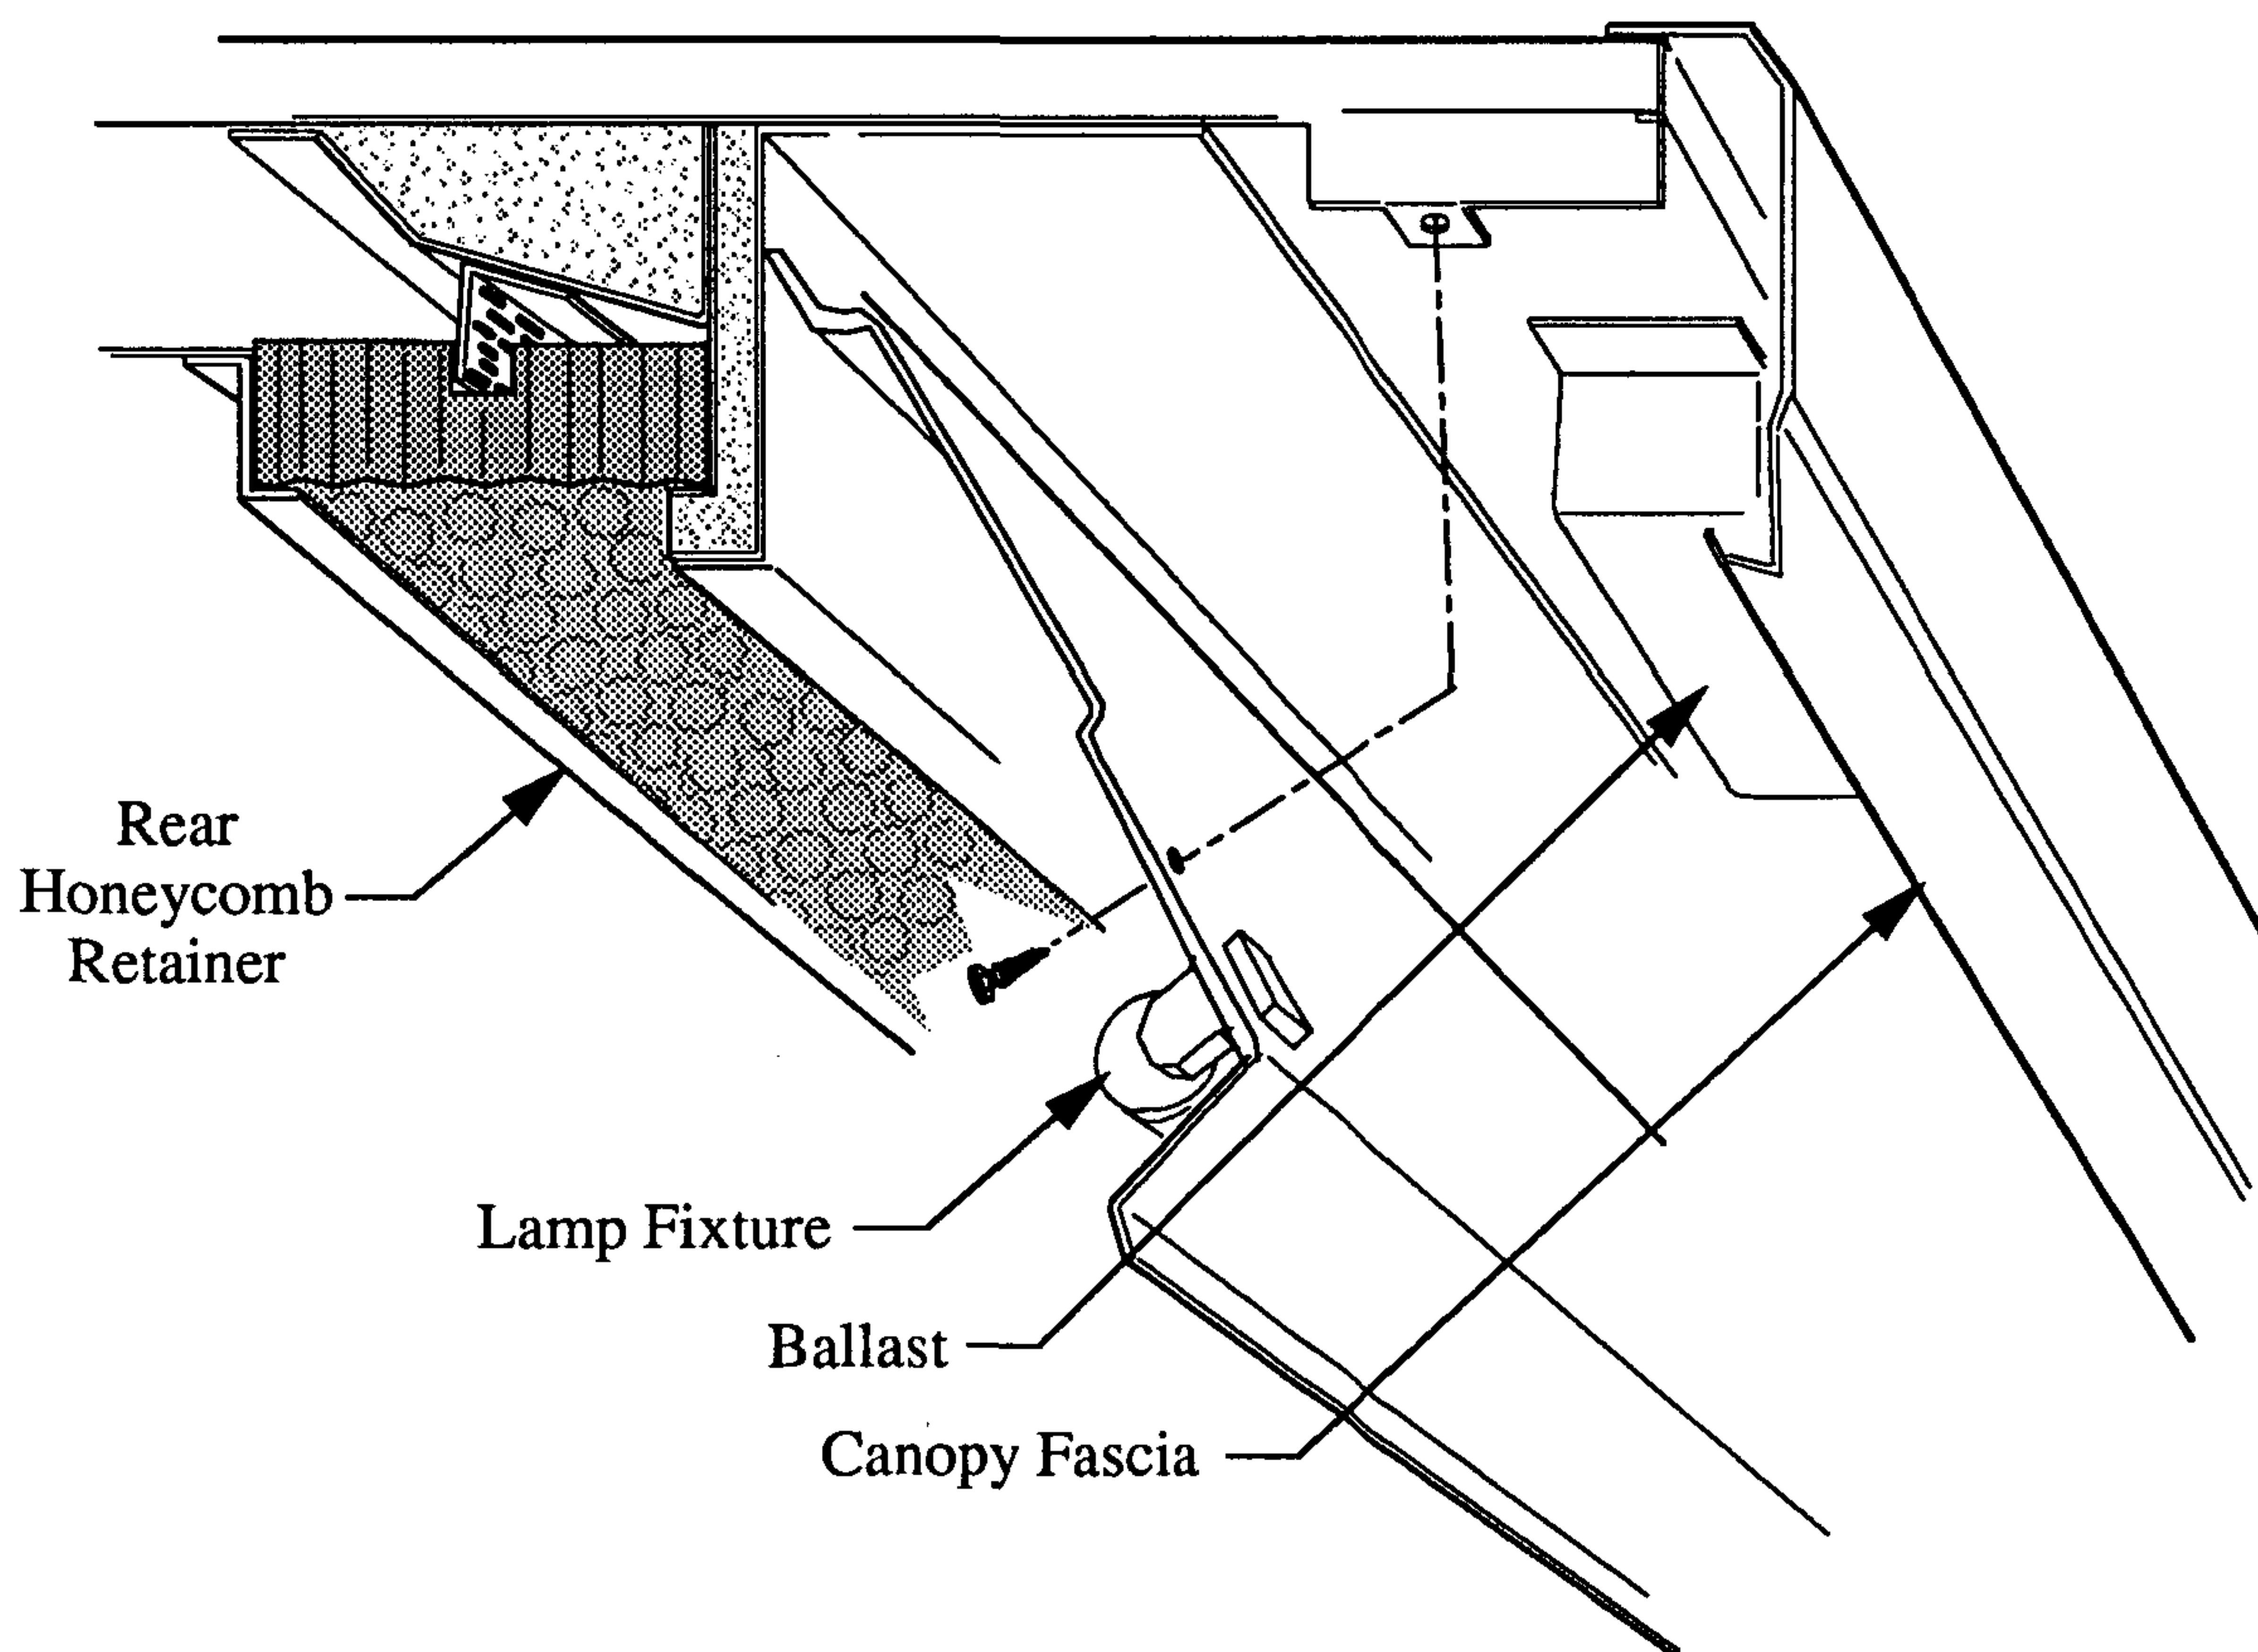 Rear
Honeycomb
Retainer
Lamp Fixture
Ballast
Canopy Fascia